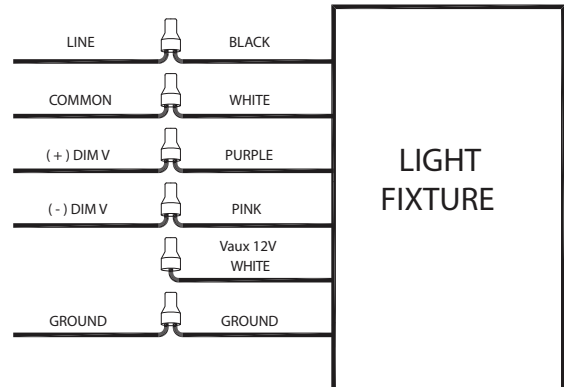 LINE BLACK
COMMON WHITE
( + ) DIM V PURPLE
( - ) DIM V PINK
Vaux 12V
WHITE
GROUND GROUND
LIGHT
FIXTURE